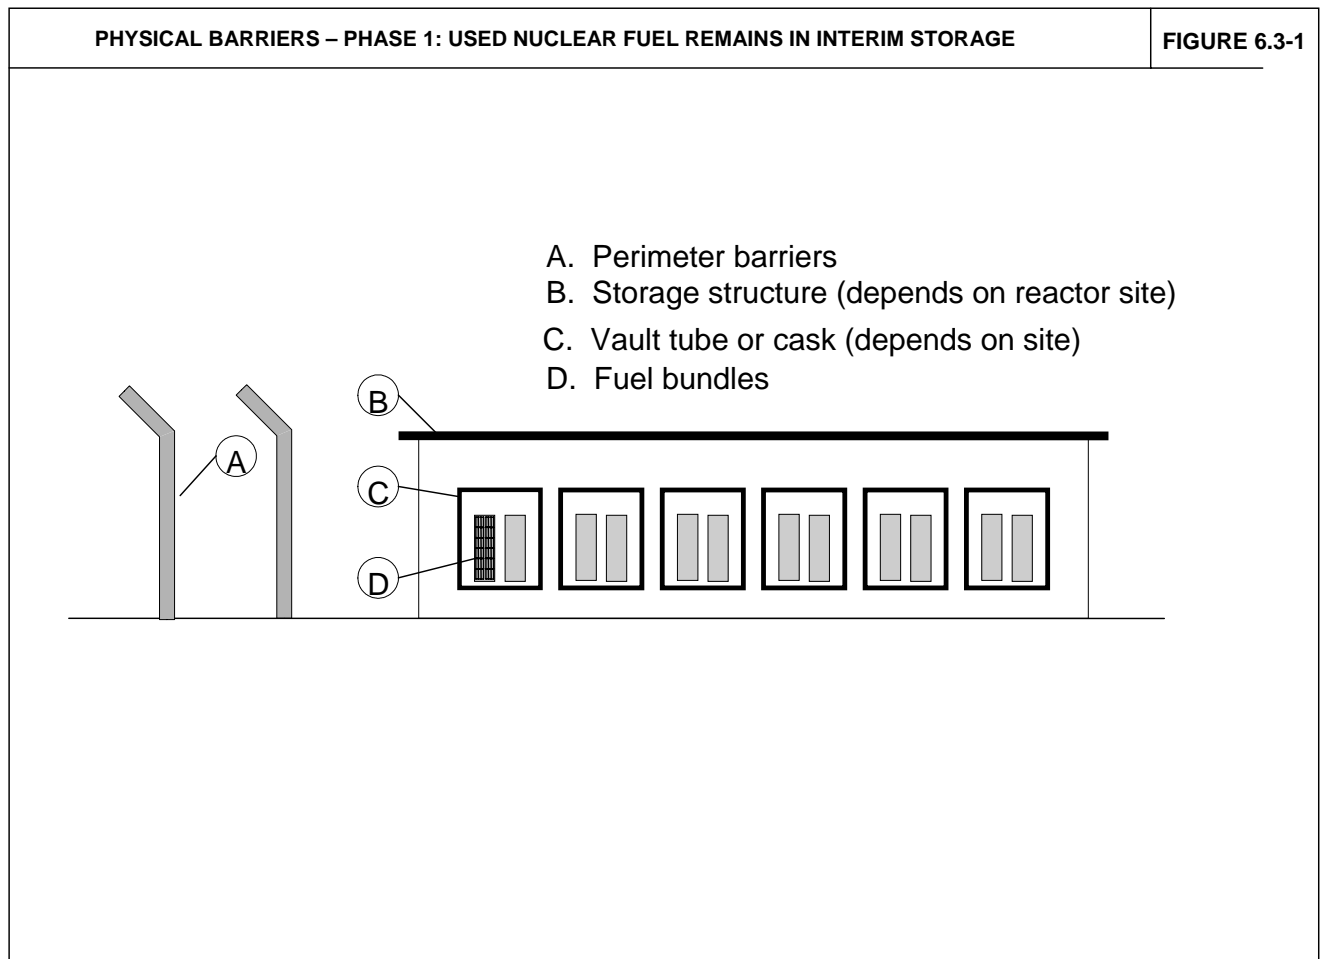 PHYSICAL BARRIERS – PHASE 1: USED NUCLEAR FUEL REMAINS IN INTERIM STORAGE
FIGURE 6.3-1
A. Perimeter barriers
B. Storage structure (depends on reactor site)
C. Vault tube or cask (depends on site)
D. Fuel bundles
B
A
C
D